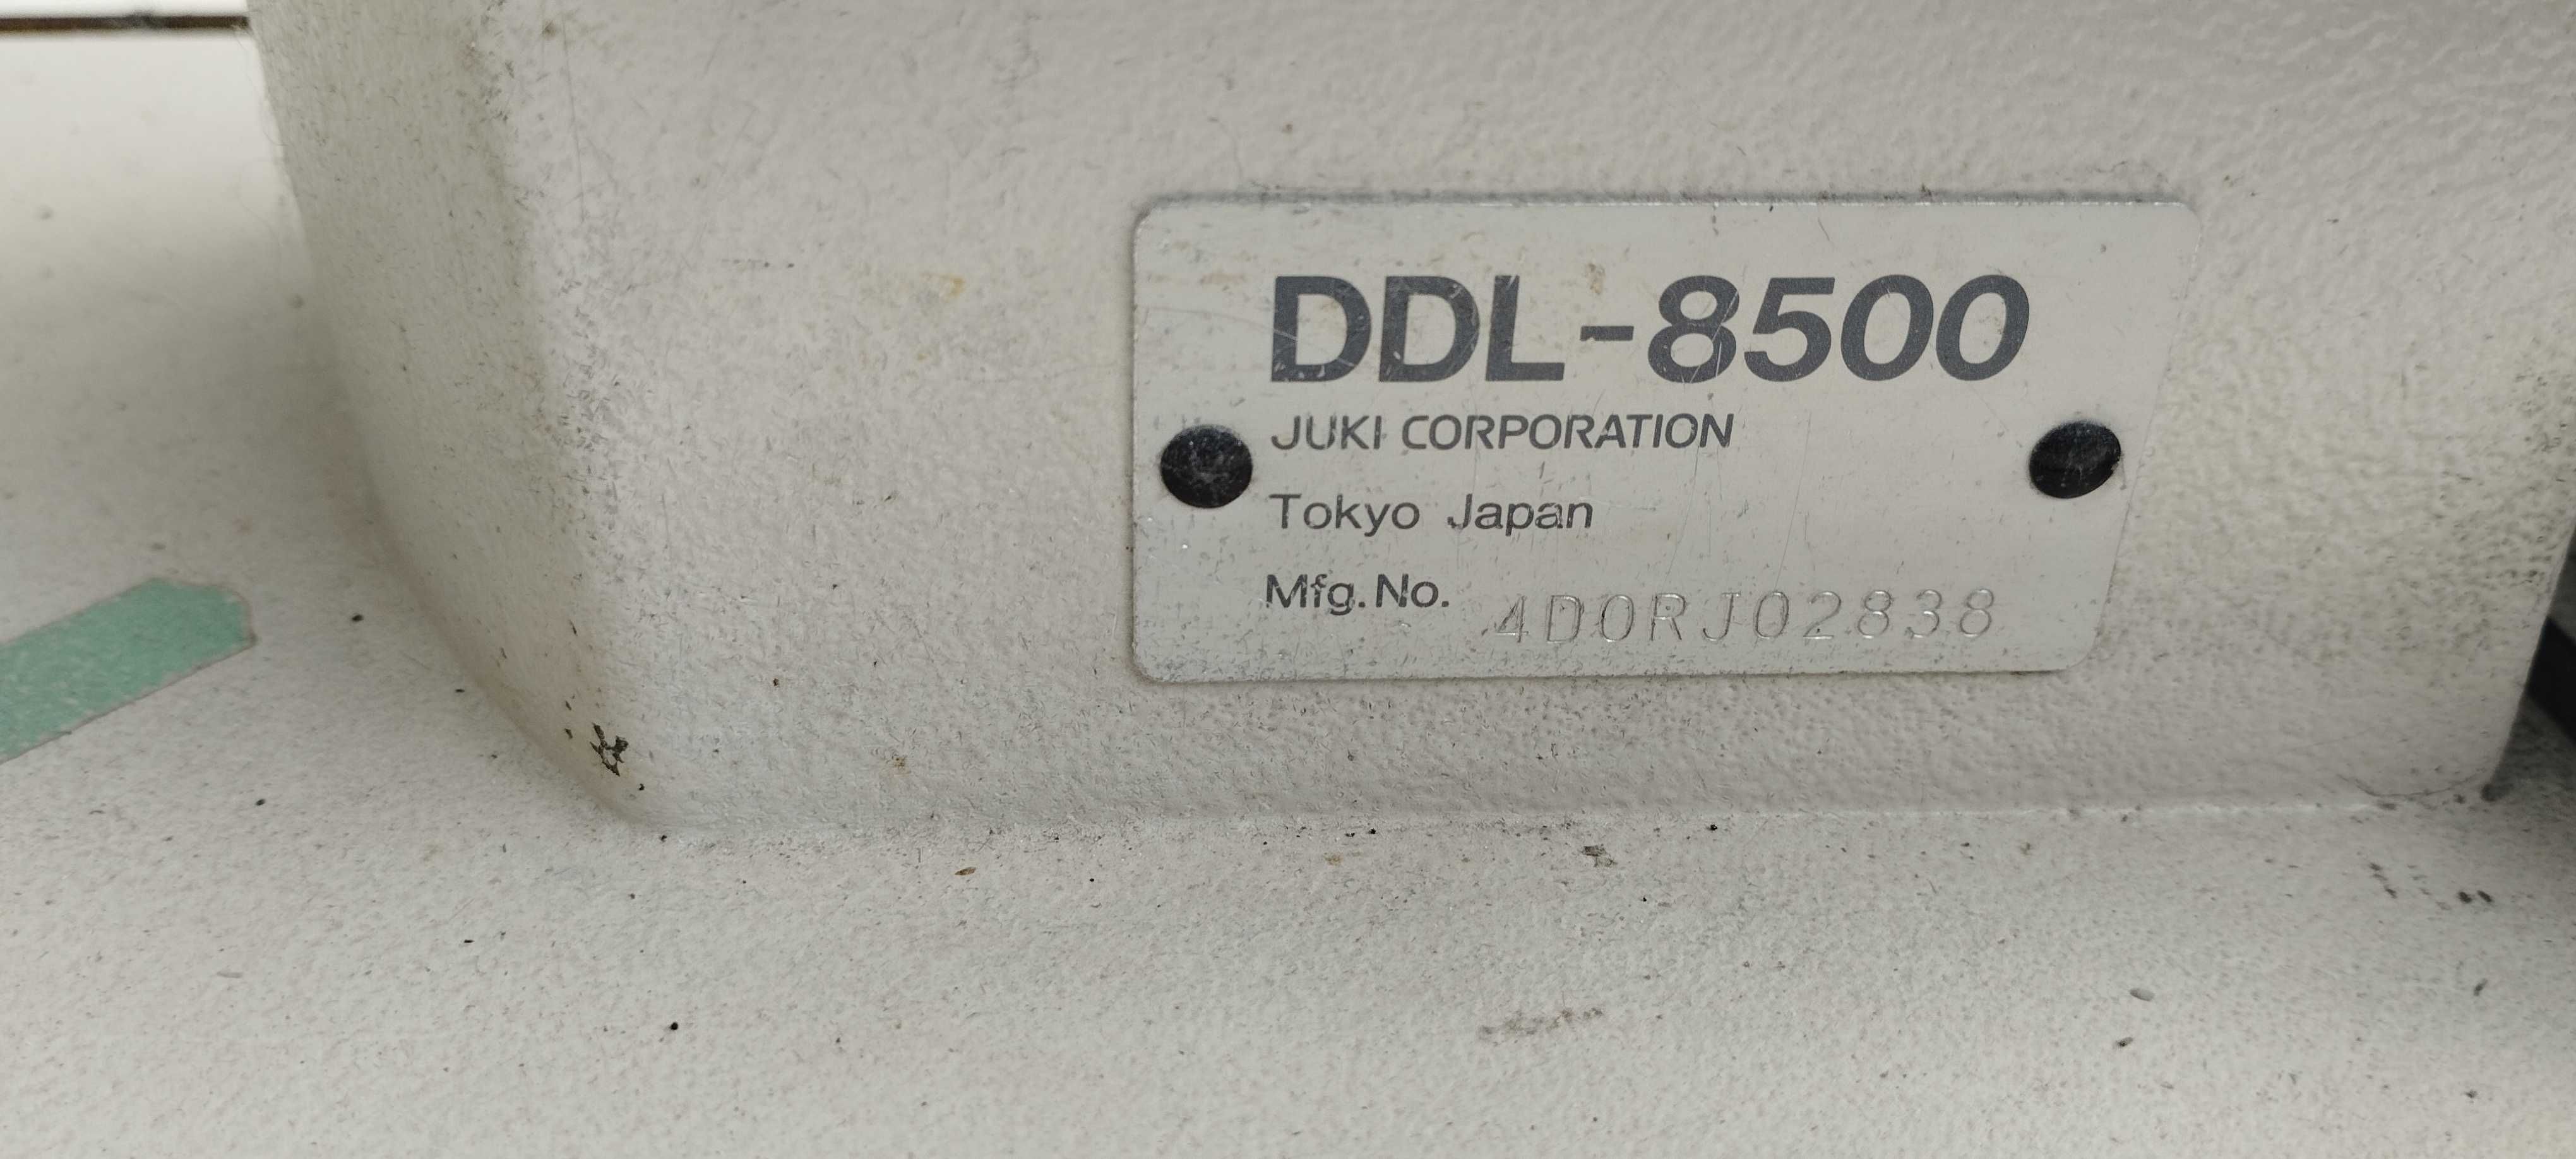 DDL-8500
JUKI CORPORATION
Tokyo Japan
Mfg.No. 4D0RJ02838